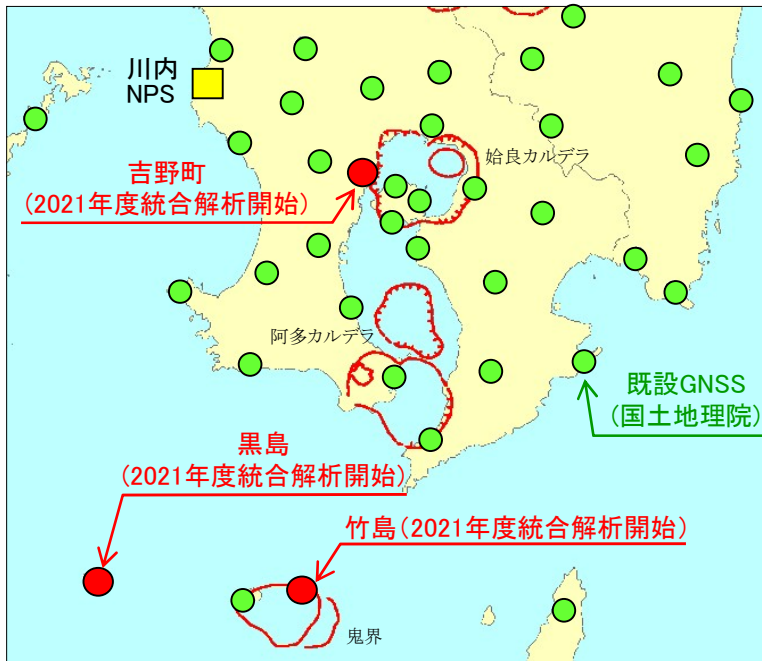 川内
NPS
姶良カルデラ
吉野町
(2021年度統合解析開始)
阿多カルデラ
既設GNSS
(国土地理院)
黒島
(2021年度統合解析開始)
竹島(2021年度統合解析開始)
鬼界